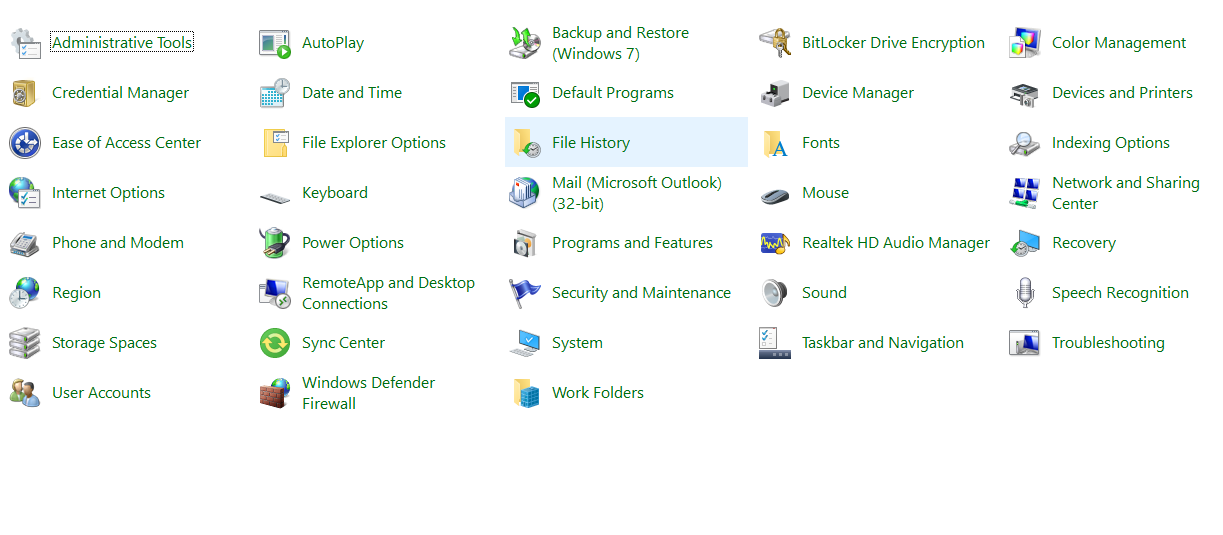 Administrative Tools
AutoPlay
Backup and Restore
(Windows 7)
BitLocker Drive Encryption
Color Management
Credential Manager
Date and Time
Default Programs
Device Manager
Devices and Printers
Ease of Access Center
File Explorer Options
File History
Fonts
Indexing Options
Internet Options
Keyboard
Mail (Microsoft Outlook)
(32-bit)
Mouse
Network and Sharing
Center
Phone and Modem
Power Options
Programs and Features
Realtek HD Audio Manager
Recovery
Region
RemoteApp and Desktop
Connections
Security and Maintenance
Sound
Speech Recognition
Storage Spaces
Sync Center
System
Taskbar and Navigation
Troubleshooting
User Accounts
Windows Defender
Firewall
Work Folders